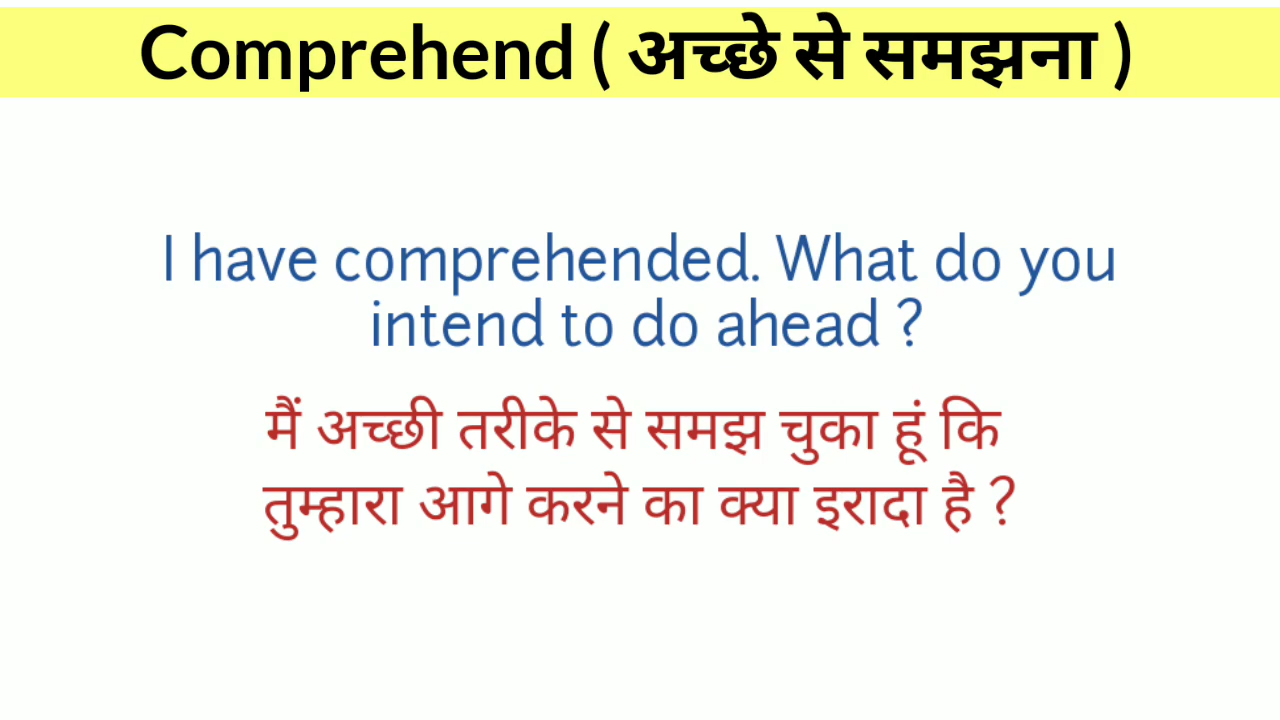 Comprehend ( अच्छे से समझना )
I have comprehended. What do you
intend to do ahead ?
मैं अच्छी तरीके से समझ चुका हूं कि
तुम्हारा आगे करने का क्या इरादा है ?